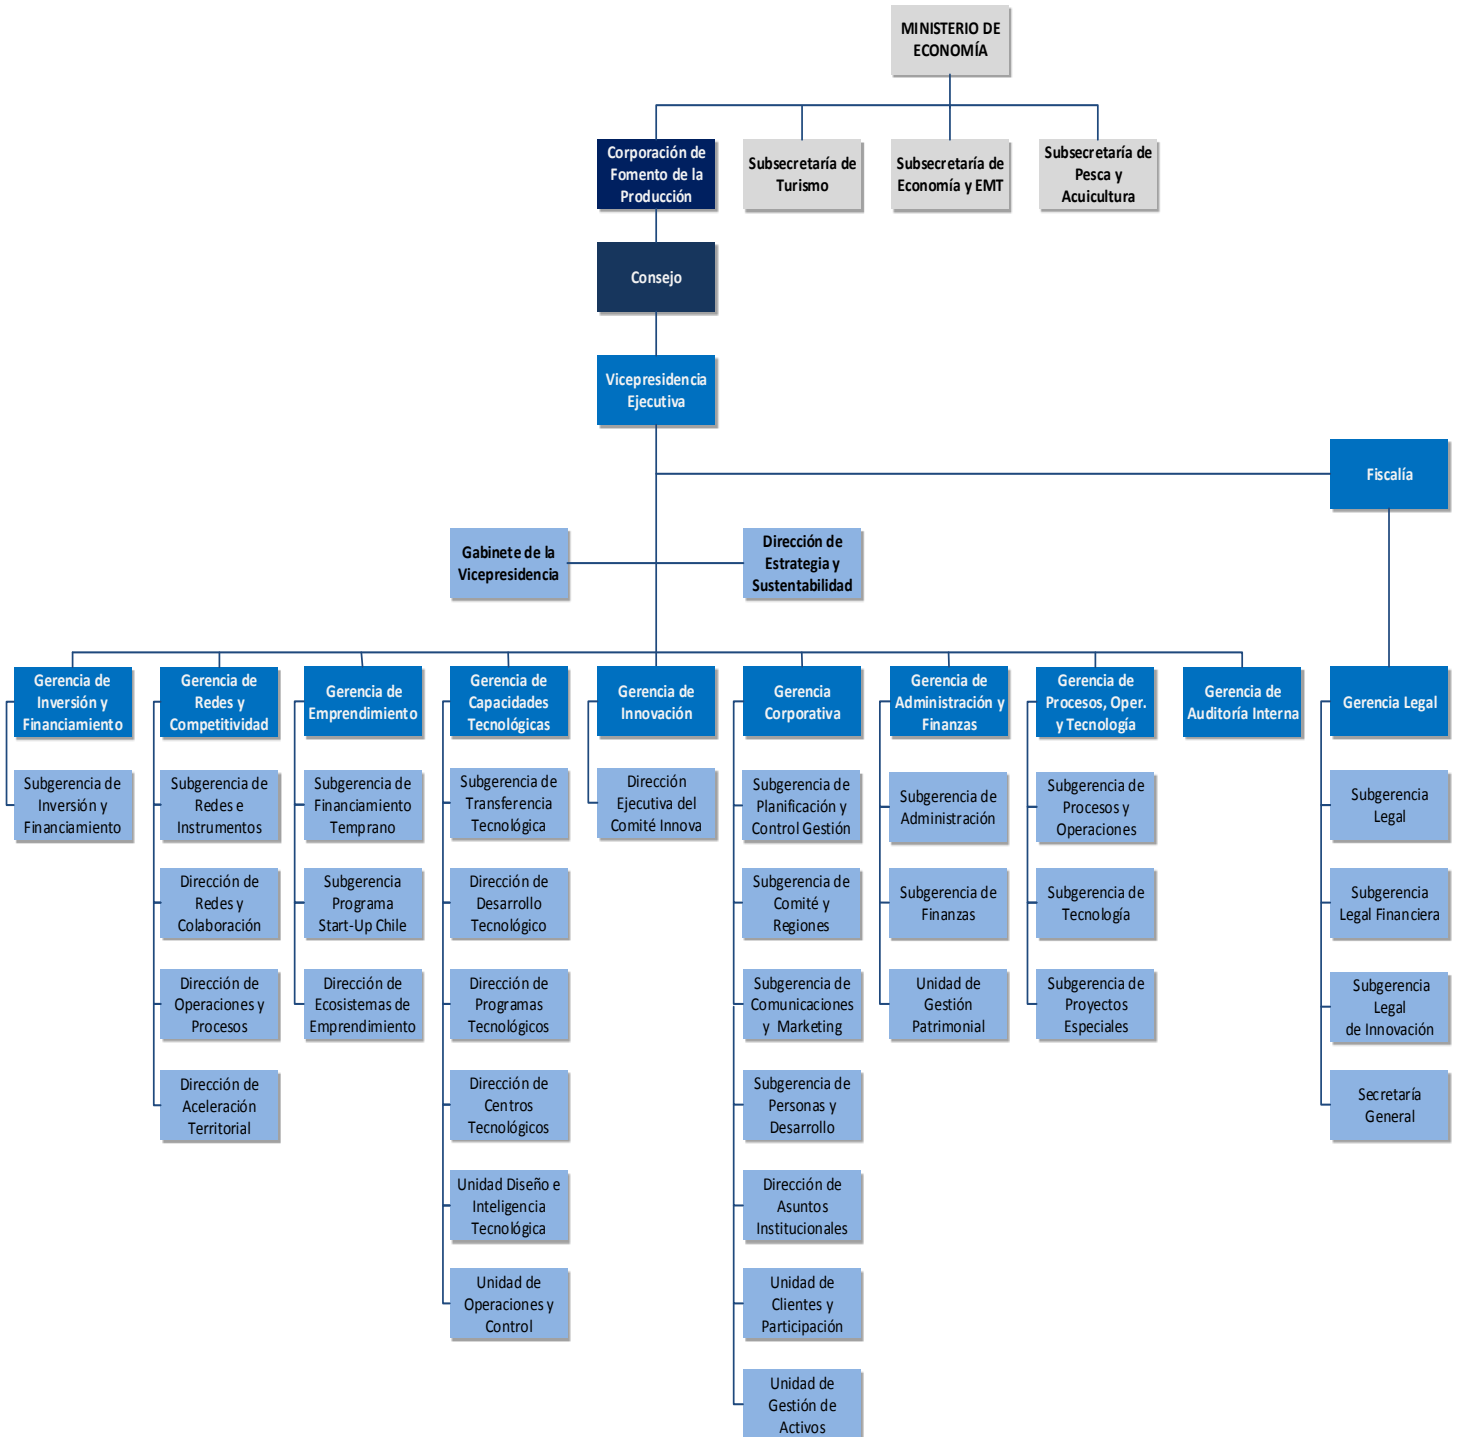 MINISTERIO DE
ECONOMÍA
Corporación de
Fomento de la
Producción
Subsecretaría de
Turismo
Subsecretaría de
Economía y EMT
Subsecretaría de
Pesca y
Acuicultura
Consejo
Vicepresidencia
Ejecutiva
Fiscalía
Gabinete de la
Vicepresidencia
Dirección de
Estrategia y
Sustentabilidad
Gerencia de
Inversión y
Financiamiento
Gerencia de
Redes y
Competitividad
Gerencia de
Emprendimiento
Gerencia de
Capacidades
Tecnológicas
Gerencia de
Innovación
Gerencia
Corporativa
Gerencia de
Administración y
Finanzas
Gerencia de
Procesos, Oper.
y Tecnología
Gerencia de
Auditoría Interna
Gerencia Legal
Subgerencia de
Inversión y
Financiamiento
Subgerencia de
Redes e
Instrumentos
Subgerencia de
Financiamiento
Temprano
Subgerencia de
Transferencia
Tecnológica
Dirección
Ejecutiva del
Comité Innova
Subgerencia de
Planificación y
Control Gestión
Subgerencia de
Administración
Subgerencia de
Procesos y
Operaciones
Subgerencia
Legal
Dirección de
Redes y
Colaboración
Subgerencia
Programa
Start-Up Chile
Dirección de
Desarrollo
Tecnológico
Subgerencia de
Comité y
Regiones
Subgerencia de
Finanzas
Subgerencia de
Tecnología
Subgerencia
Legal Financiera
Dirección de
Operaciones y
Procesos
Dirección de
Ecosistemas de
Emprendimiento
Dirección de
Programas
Tecnológicos
Subgerencia de
Comunicaciones
y Marketing
Unidad de
Gestión
Patrimonial
Subgerencia de
Proyectos
Especiales
Subgerencia
Legal
de Innovación
Dirección de
Aceleración
Territorial
Dirección de
Centros
Tecnológicos
Subgerencia de
Personas y
Desarrollo
Secretaría
General
Unidad Diseño e
Inteligencia
Tecnológica
Dirección de
Asuntos
Institucionales
Unidad de
Operaciones y
Control
Unidad de
Clientes y
Participación
Unidad de
Gestión de
Activos